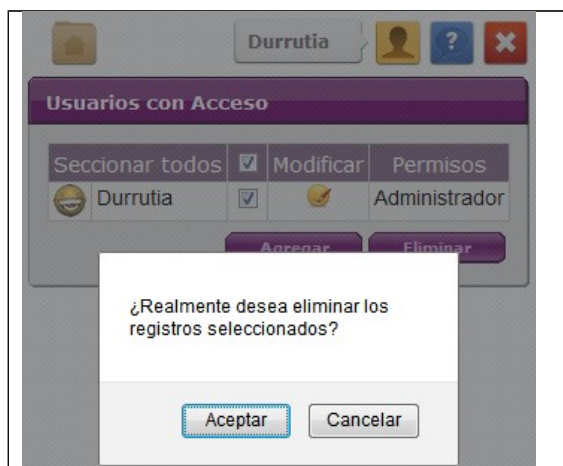 Durrutia
?
Usuarios con Acceso
Seccionar todos Modificar Permisos
Durrutia Administrador
Agregar Eliminar
¿Realmente desea eliminar los
registros seleccionados?
Aceptar Cancelar